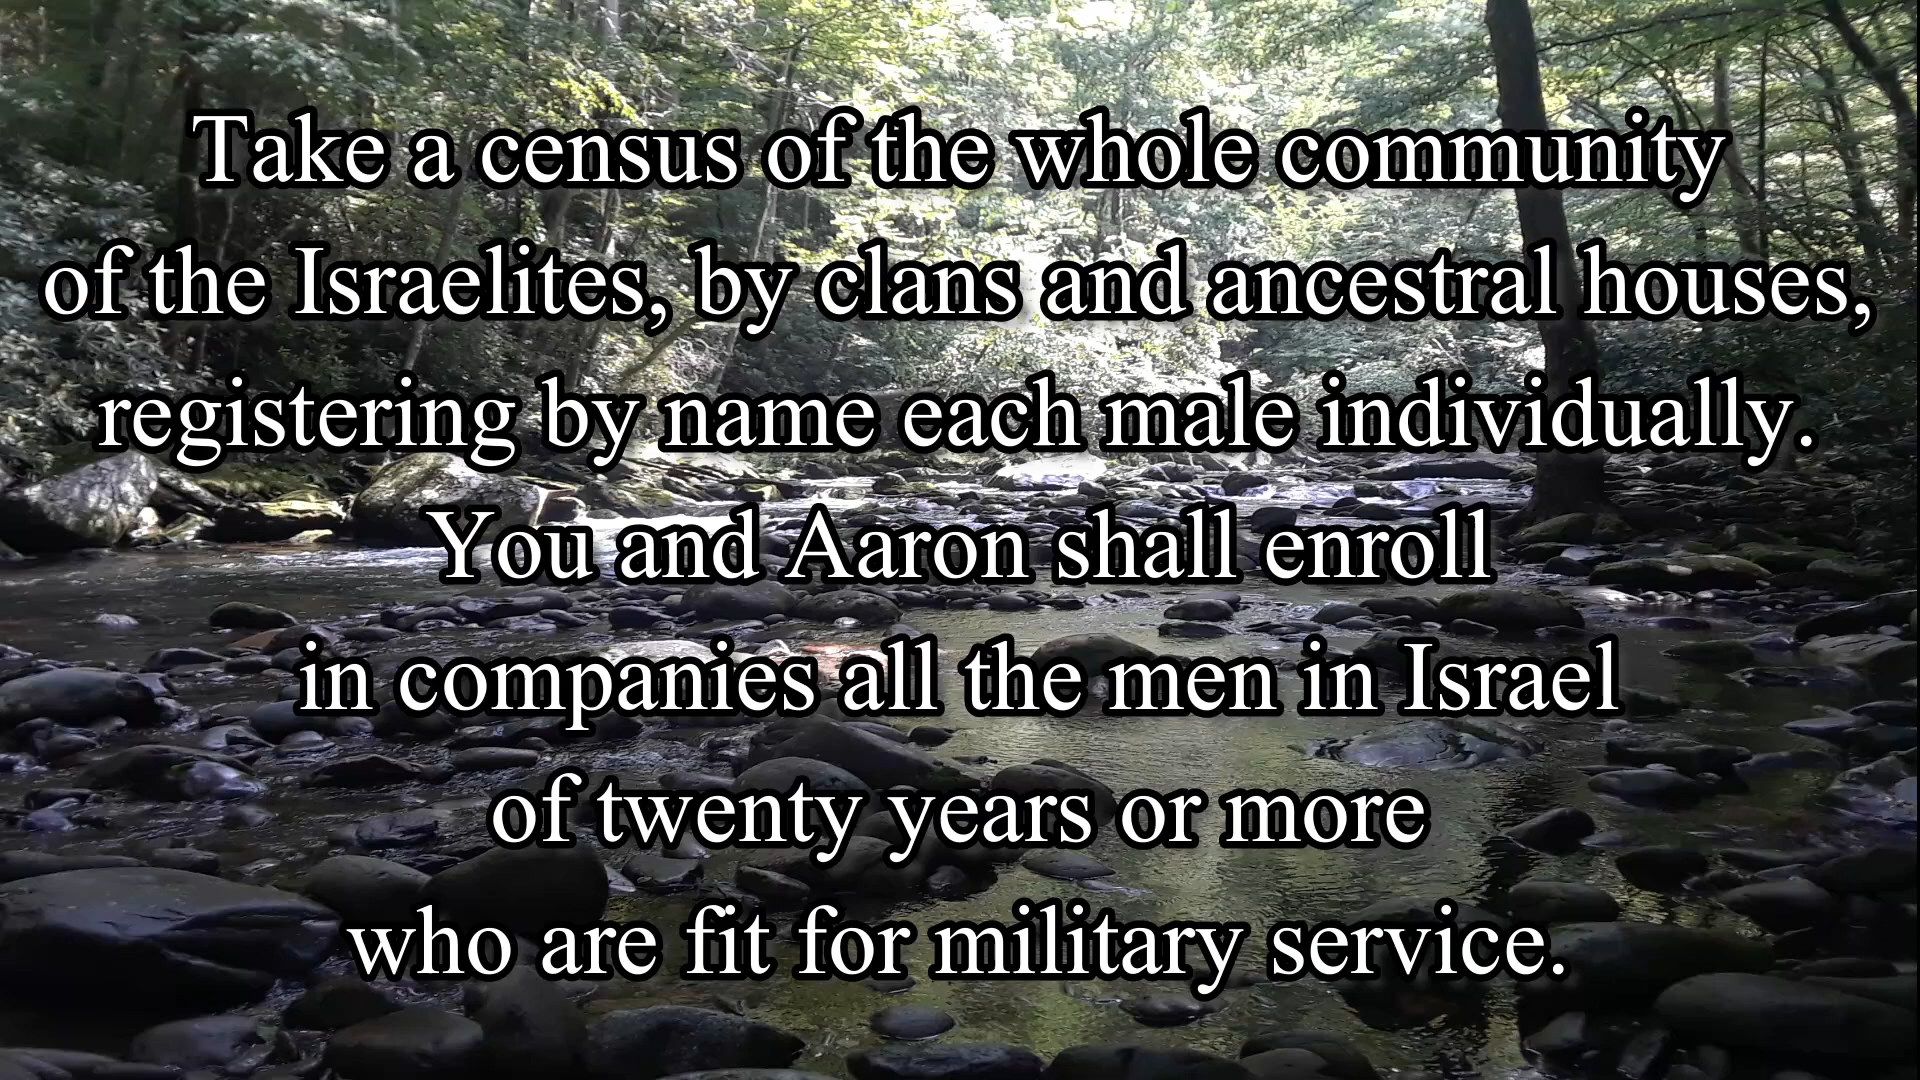 Take a census of the whole community
of the Israelites, by clans and ancestral houses,
registering by name each male individually.
You and Aaron shall enroll
in companies all the men in Israel
of twenty years or more
who are fit for military service.